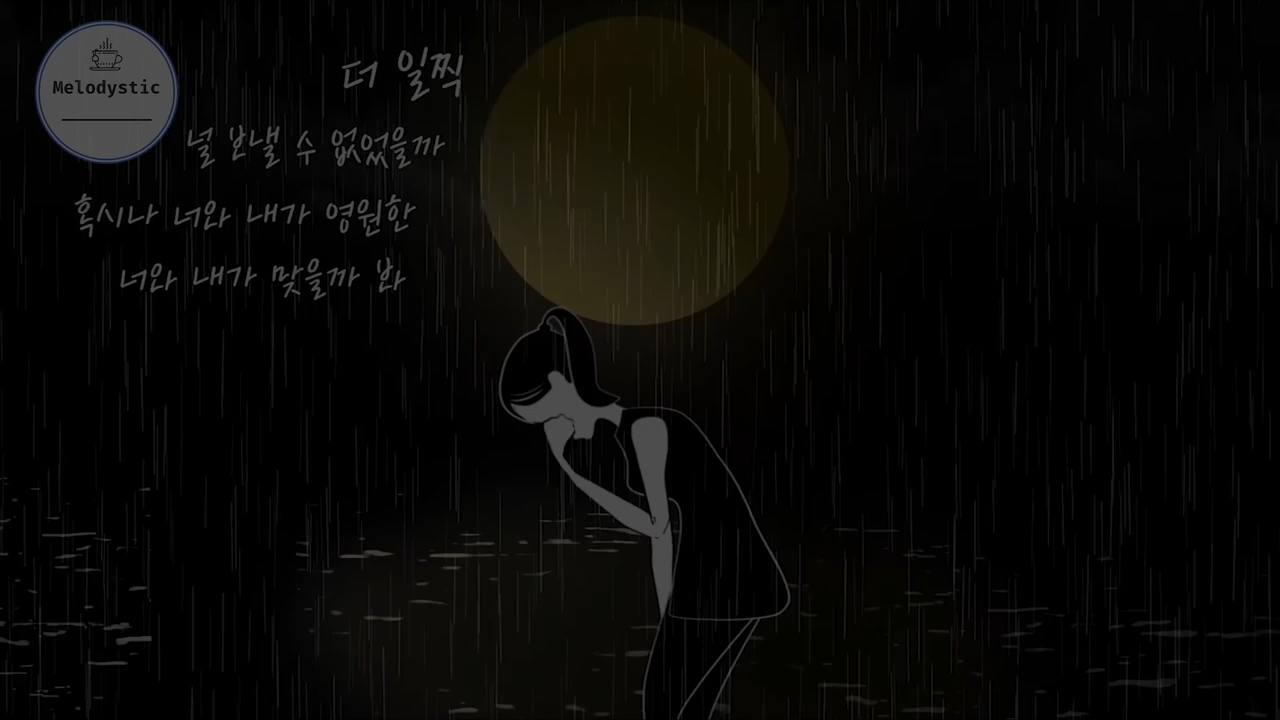 Melodystic
더 일찍
널 보낼 수 없었을까
혹시나 너와 내가 영원한
너와 내가 맞을까 봐